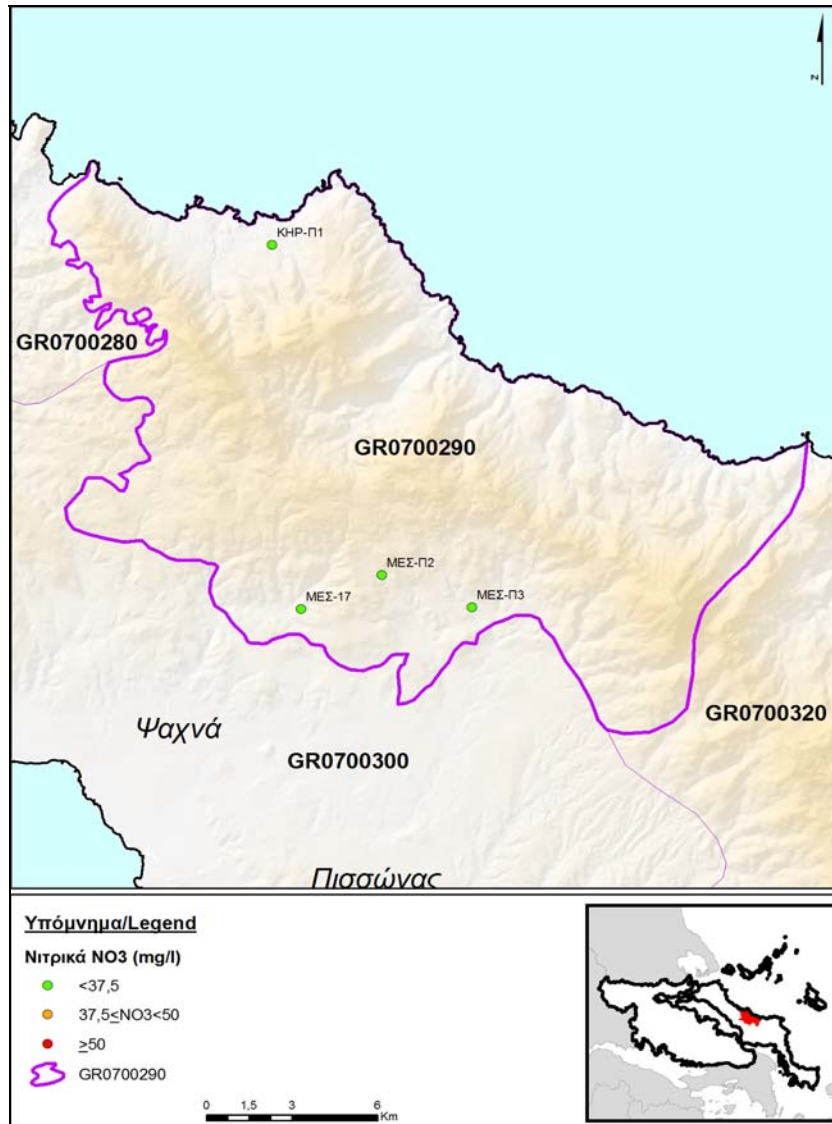 z
ΚΗΡ-Π1
GR0700280
GR0700290
ΜΕΣ-Π2
ΜΕΣ-17
ΜΕΣ-Π3
GR0700320
Ψαχνά
GR0700300
Πισσώνας
Υπόμνημα/Legend
Νιτρικά NO3 (mg/l)
<37,5
37,5≤NO3<50
≥50
GR0700290
0 1,5 3 6
Km